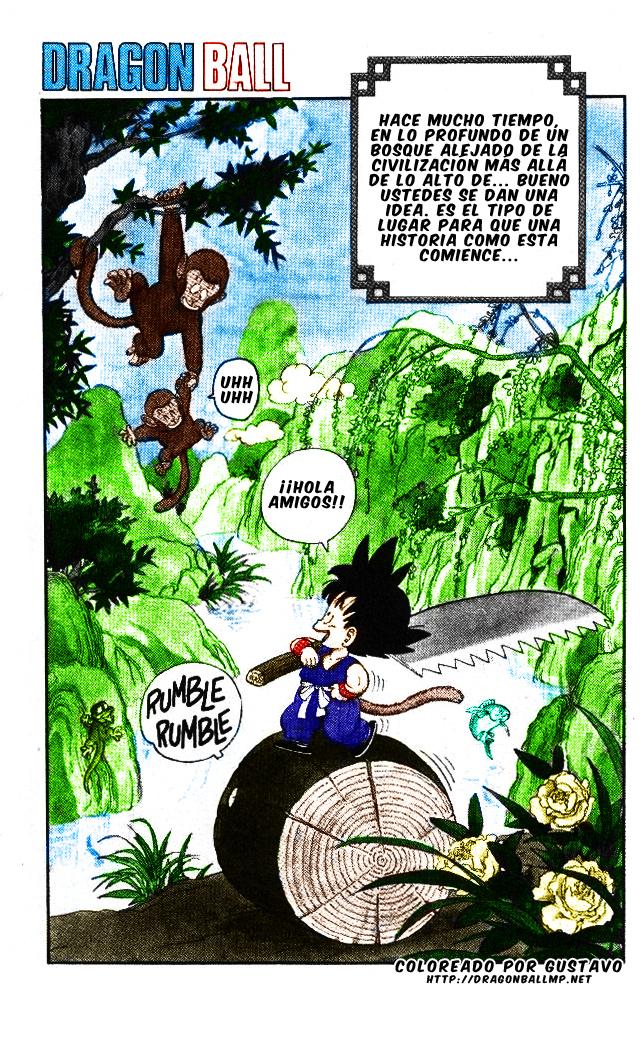 DRAGON BALL
HACE MUCHO TIEMPO,
EN LO PROFUNDO DE UN
BOSQUE ALEJADO DE LA
CIVILIZACION MAS ALLA
DE LO ALTO DE... BUENO
USTEDES SE DAN UNA
IDEA. ES EL TIPO DE
LUGAR PARA QUE UNA
HISTORIA COMO ESTA
COMIENCE...
UHH
UHH
¡¡HOLA
AMIGOS!!
RUMBLE
RUMBLE
COLOREADO POR GUSTAVO
HTTP://DRAGONBALLMP.NET